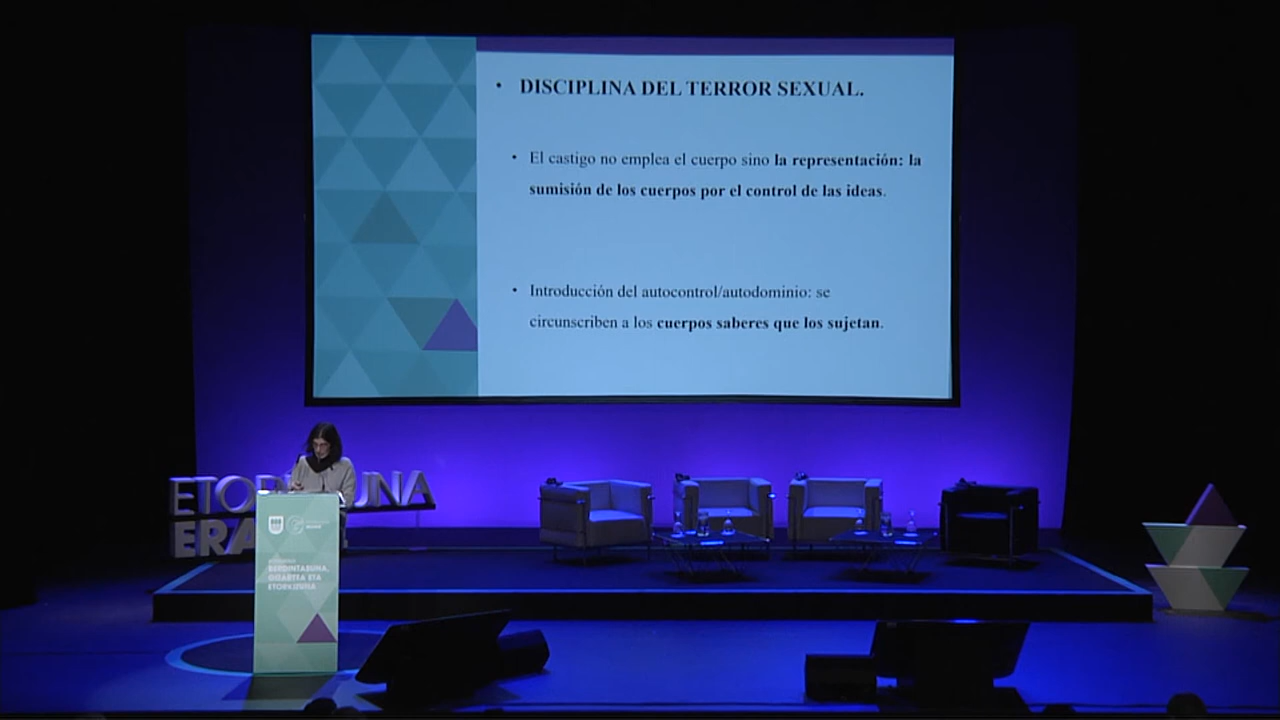 • DISCIPLINA DEL TERROR SEXUAL.
• El castigo no emplea el cuerpo sino la representación: la
sumisión de los cuerpos por el control de las ideas.
• Introducción del autocontrol/autodominio: se
circunscriben a los cuerpos saberes que los sujetan.
ETOR UNA
ERA
BERDINTASUNA,
GIZARTEA ETA
ETORKIZUNA